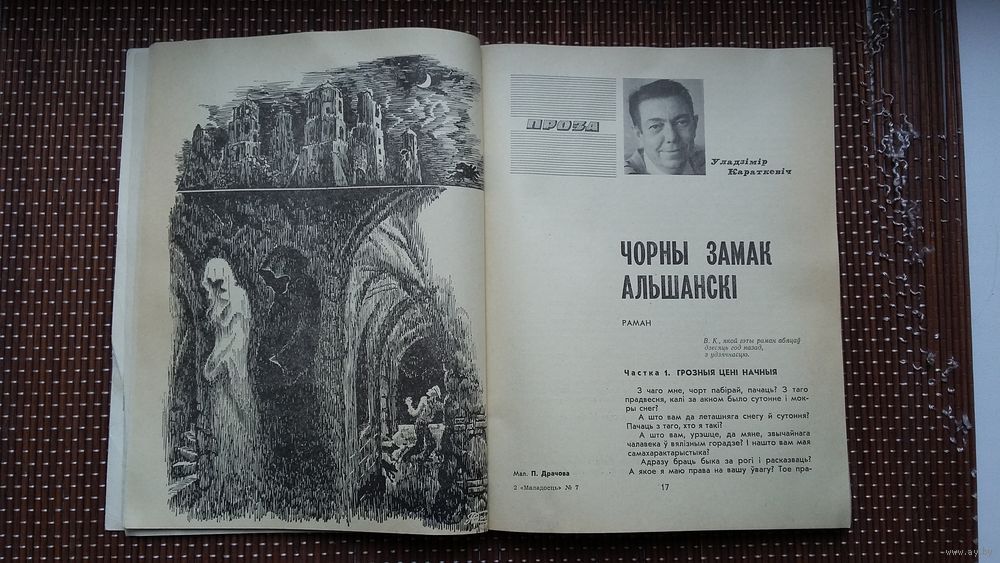 ПРОЗА
Уладзімір
Караткевіч
ЧОРНЫ ЗАМАК
АЛЬШАНСКІ
РАМАН
В. К., якой гэты раман абяцаў
дзесяць год назад,
з удзячнасцю.
Частка 1. ГРОЗНЫЯ ЦЕНІ НАЧНЫЯ
З чаго мне, чорт пабірай, пачаць? З таго
прадвесня, калі за акном было сутонне і мок-
ры снег?
А што вам да леташняга снегу й сутоння?
Пачаць з таго, хто я такі?
А што вам, урэшце, да мяне, звычайнага
чалавека ў вялізным горадзе? І нашто вам мая
самахарактарыстыка?
Адразу браць быка за рогі і расказваць?
А якое я маю права на вашу ўвагу? Тое пра-
Мал. П. Драчова
2 «Маладосць» № 7
17
www.ay.by